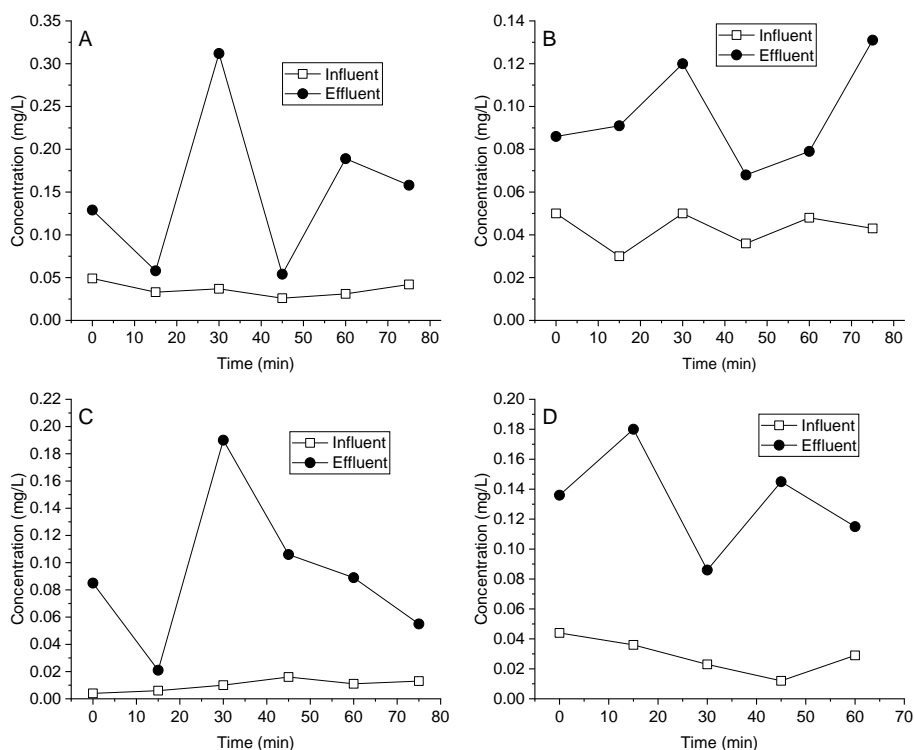 A
Influent
Effluent
Concentration (mg/L)
0.35
0.30
0.25
0.20
0.15
0.10
0.05
0.00
0 10 20 30 40 50 60 70 80
Time (min)
B
Influent
Effluent
Concentration (mg/L)
0.14
0.12
0.10
0.08
0.06
0.04
0.02
0.00
0 10 20 30 40 50 60 70 80
Time (min)
C
Influent
Effluent
Concentration (mg/L)
0.22
0.20
0.18
0.16
0.14
0.12
0.10
0.08
0.06
0.04
0.02
0.00
0 10 20 30 40 50 60 70 80
Time (min)
D
Influent
Effluent
Concentration (mg/L)
0.20
0.18
0.16
0.14
0.12
0.10
0.08
0.06
0.04
0.02
0.00
0 10 20 30 40 50 60 70
Time (min)